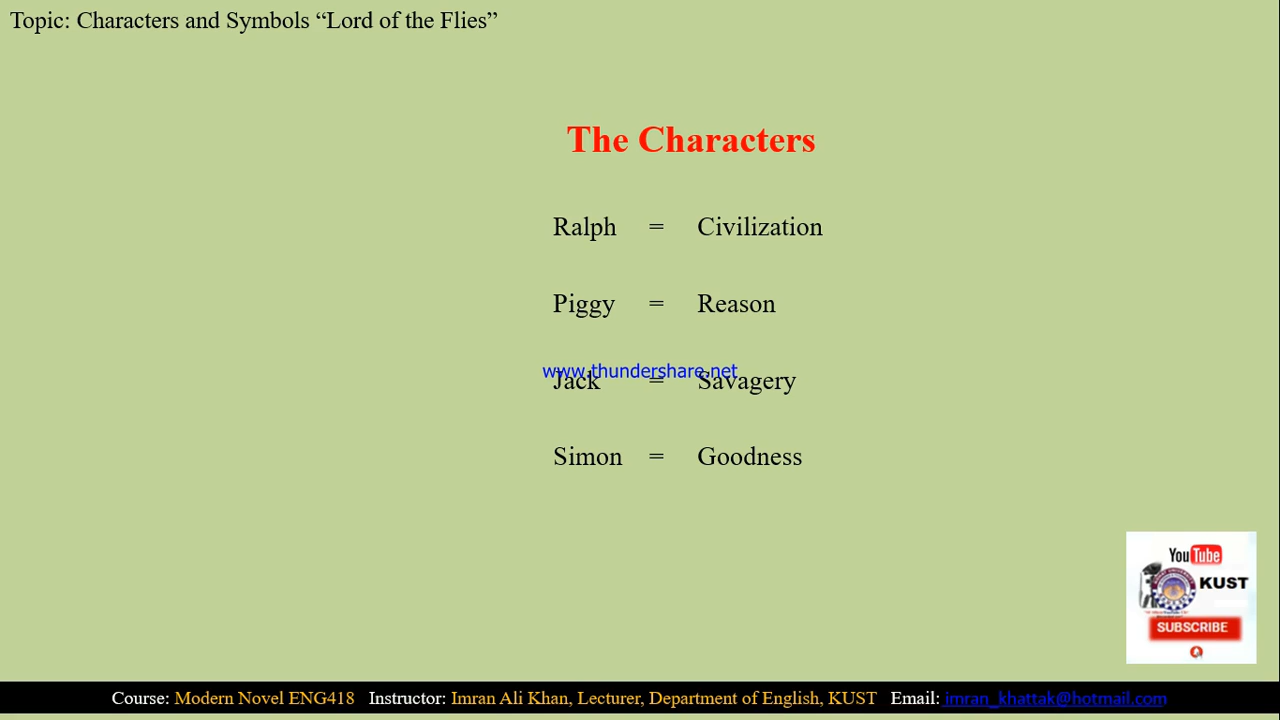 Topic: Characters and Symbols “Lord of the Flies”
The Characters
Ralph = Civilization
Piggy = Reason
www.thundershare.net
Jack = Savagery
Simon = Goodness
YouTube
KUST
SUBSCRIBE
Course: Modern Novel ENG418 Instructor: Imran Ali Khan, Lecturer, Department of English, KUST Email: imran_khattak@hotmail.com